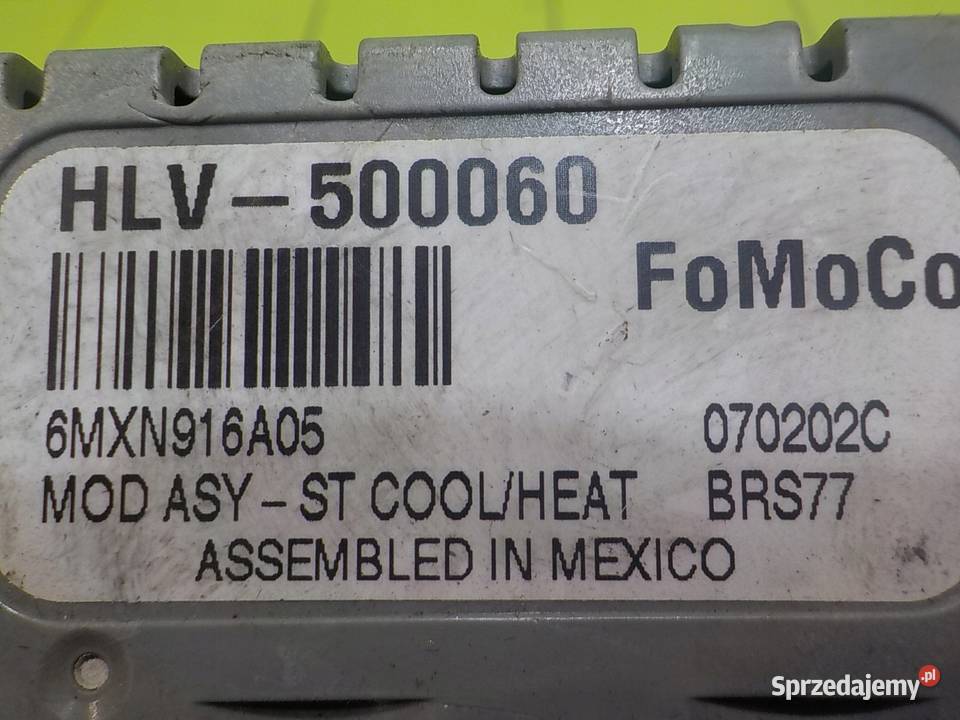 HLV-500060
FoMoCo
6MXN916A05 070202C
MOD ASY-ST COOL/HEAT BRS77
ASSEMBLED IN MEXICO
Sprzedajemy.pl